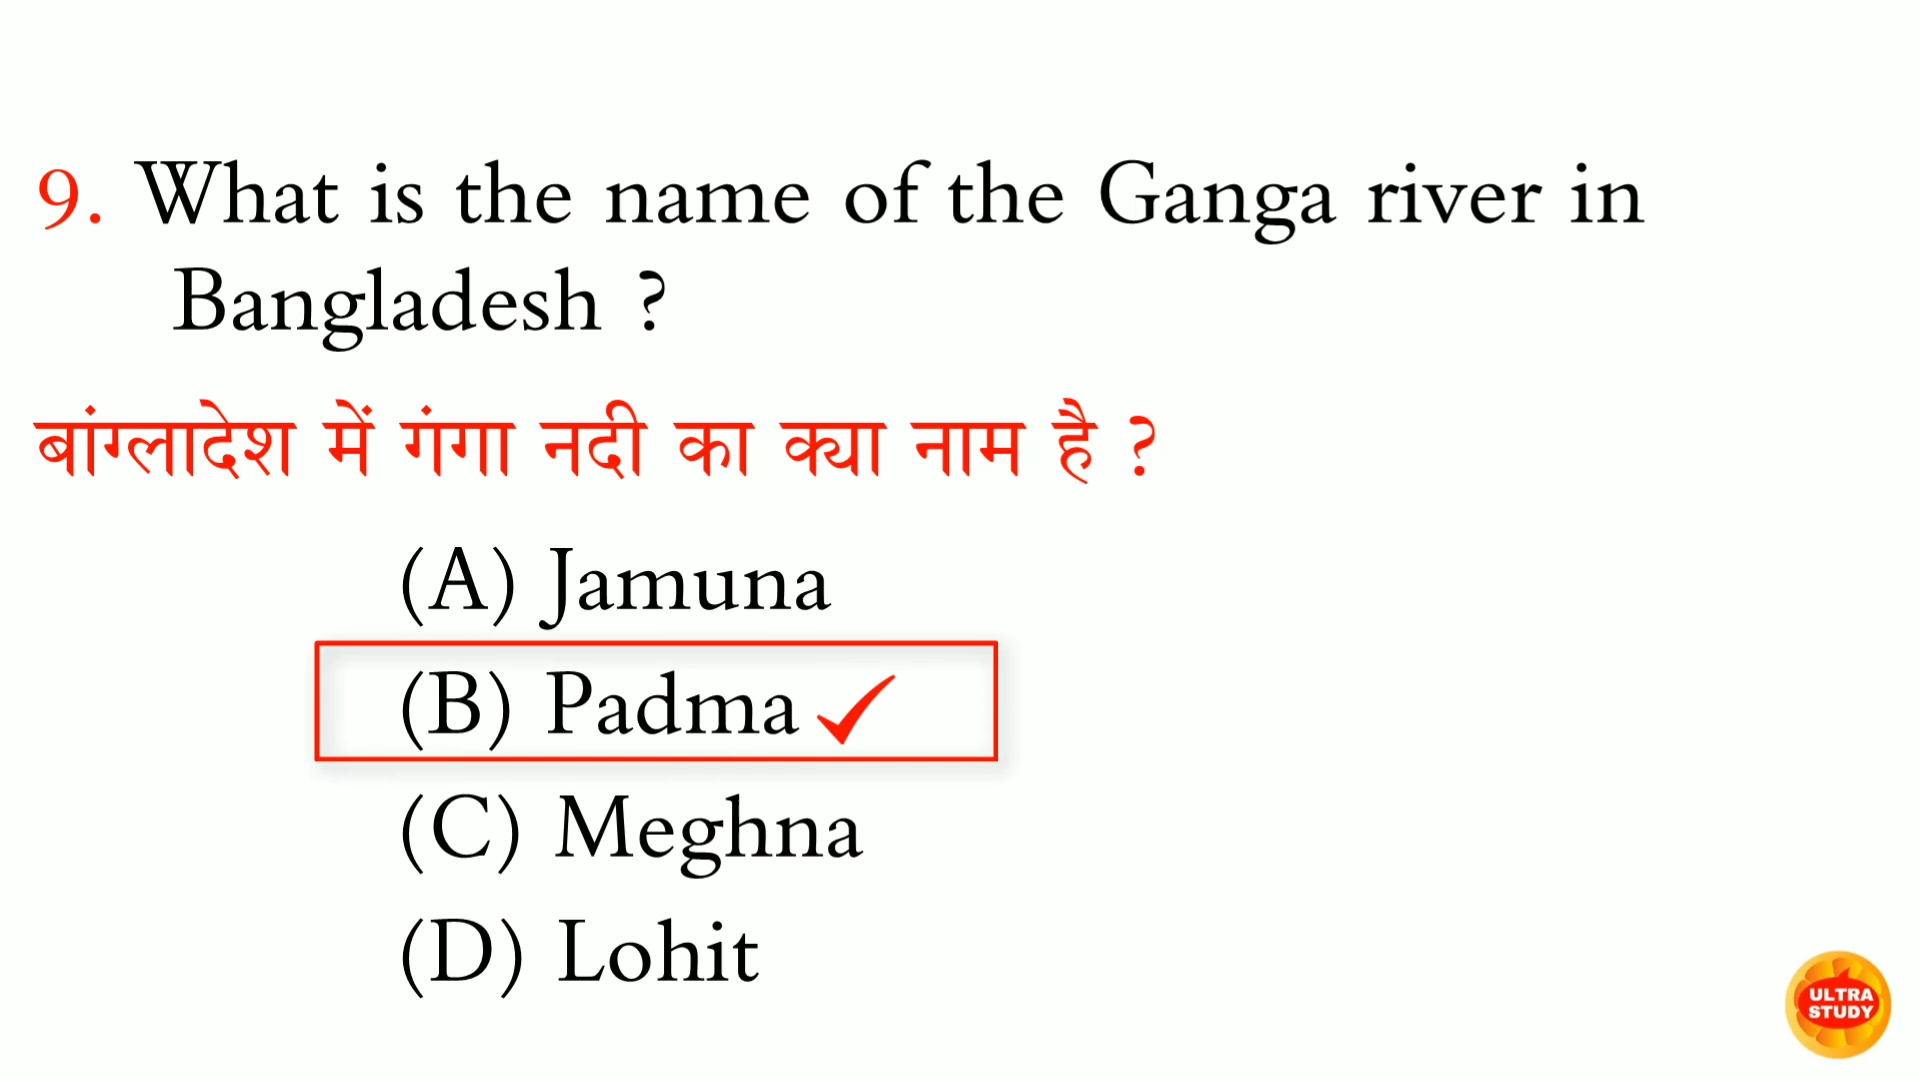 9. What is the name of the Ganga river in
Bangladesh ?
बांग्लादेश में गंगा नदी का क्या नाम है ?
(A) Jamuna
(B) Padma ✓
(C) Meghna
(D) Lohit
ULTRA
STUDY